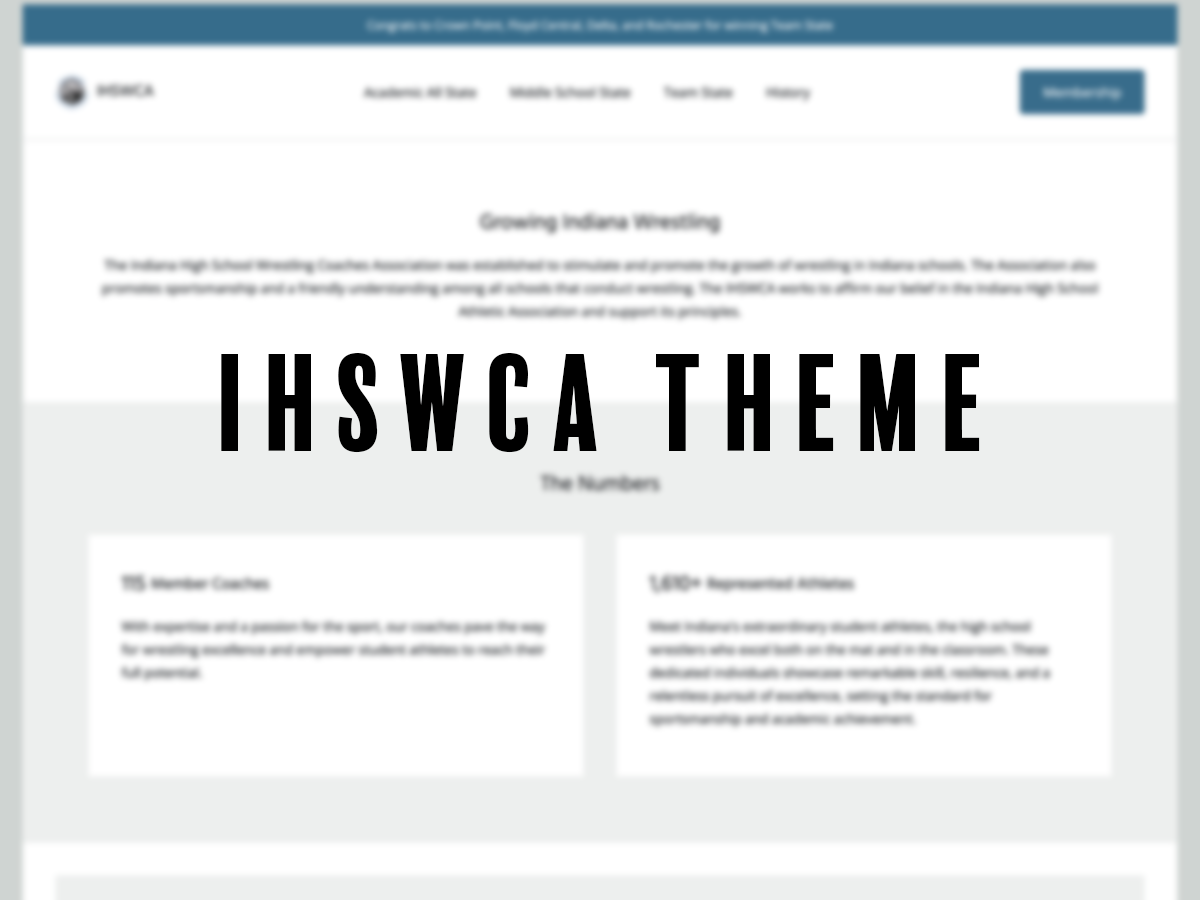 Congrats to Crown Point, Floyd Central, Delta, and Rochester for winning Team State
IHSWCA
Academic All State
Middle School State
Team State
History
Membership
Growing Indiana Wrestling
The Indiana High School Wrestling Coaches Association was established to stimulate and promote the growth of wrestling in Indiana schools. The Association also
promotes sportsmanship and a friendly understanding among all schools that conduct wrestling. The IHSWCA works to affirm our belief in the Indiana High School
Athletic Association and support its principles.
IHSWCA THEME
The Numbers
115 Member Coaches
With expertise and a passion for the sport, our coaches pave the way
for wrestling excellence and empower student athletes to reach their
full potential.
1,610+ Represented Athletes
Meet Indiana's extraordinary student athletes, the high school
wrestlers who excel both on the mat and in the classroom. These
dedicated individuals showcase remarkable skill, resilience, and a
relentless pursuit of excellence, setting the standard for
sportsmanship and academic achievement.